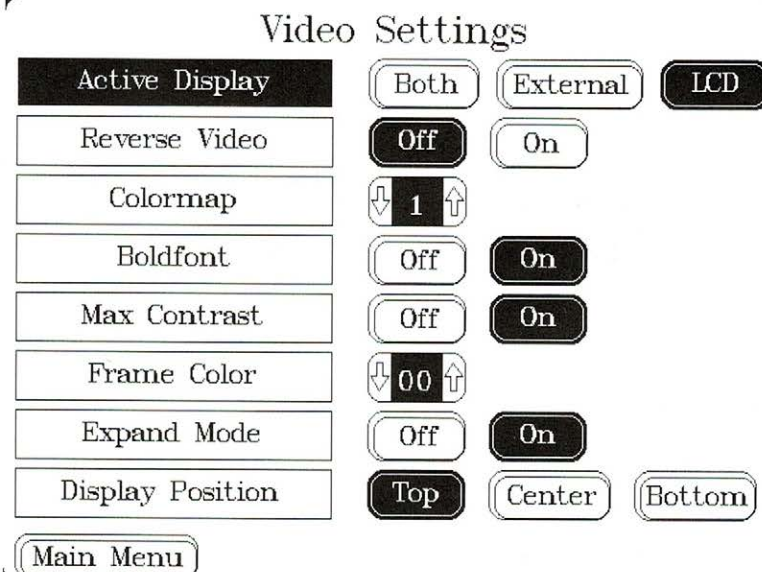 Video Settings
Active Display Both External LCD
Reverse Video Off On
Colormap 1
Boldfont Off On
Max Contrast Off On
Frame Color 00
Expand Mode Off On
Display Position Top Center Bottom
Main Menu